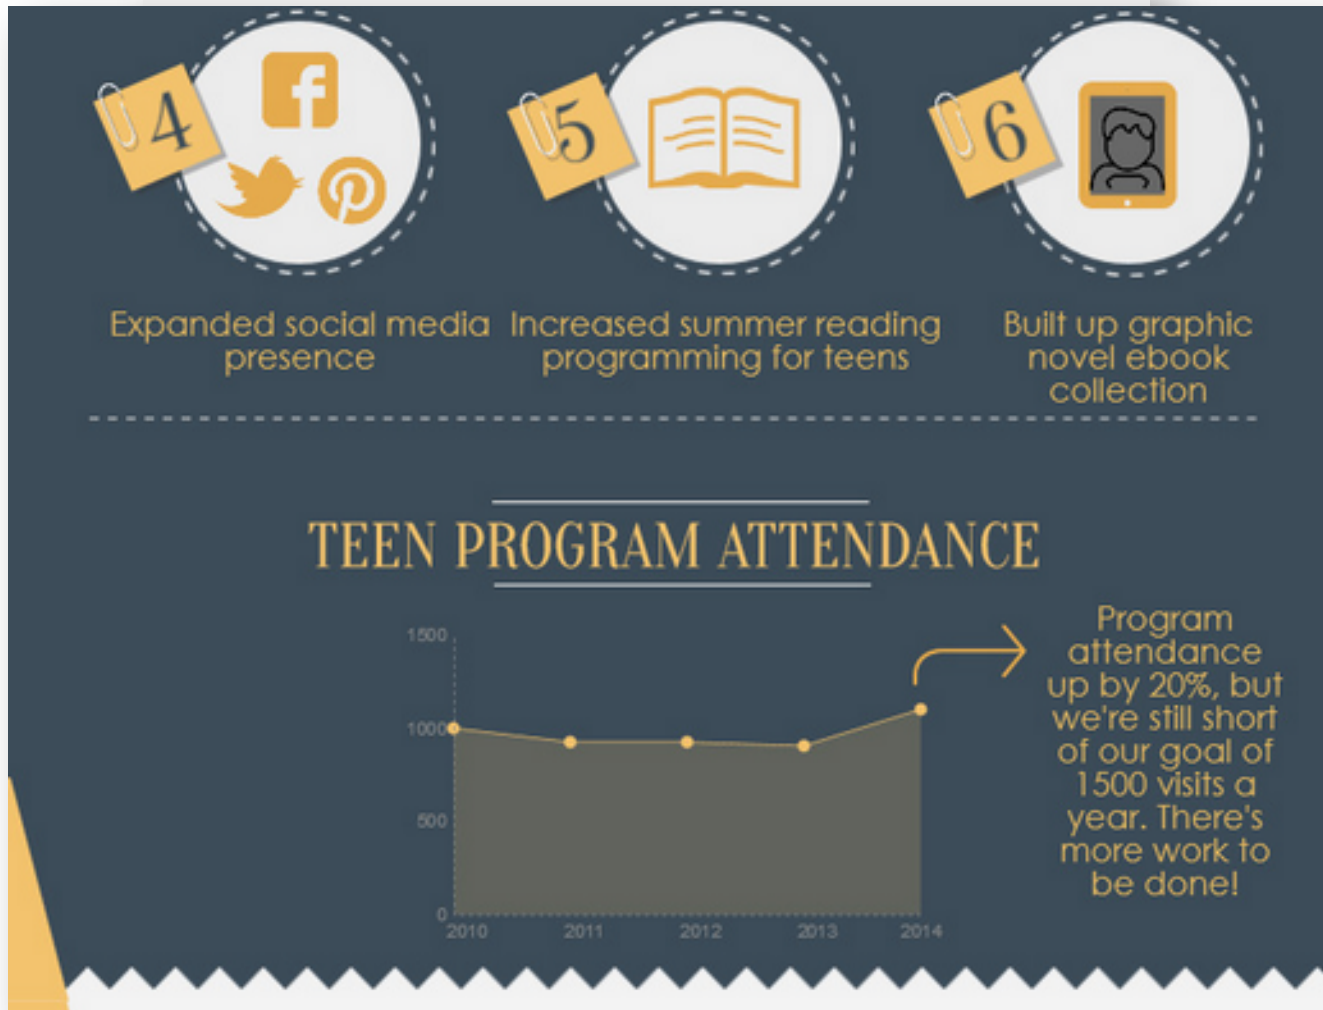 4
5
6
Expanded social media
presence
Increased summer reading
programming for teens
Built up graphic
novel ebook
collection
TEEN PROGRAM ATTENDANCE
1500
1000
500
0
2010 2011 2012 2013 2014
Program
attendance
up by 20%, but
we're still short
of our goal of
1500 visits a
year. There's
more work to
be done!